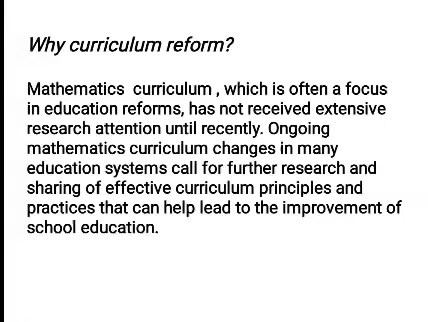 Why curriculum reform?
Mathematics curriculum , which is often a focus
in education reforms, has not received extensive
research attention until recently. Ongoing
mathematics curriculum changes in many
education systems call for further research and
sharing of effective curriculum principles and
practices that can help lead to the improvement of
school education.